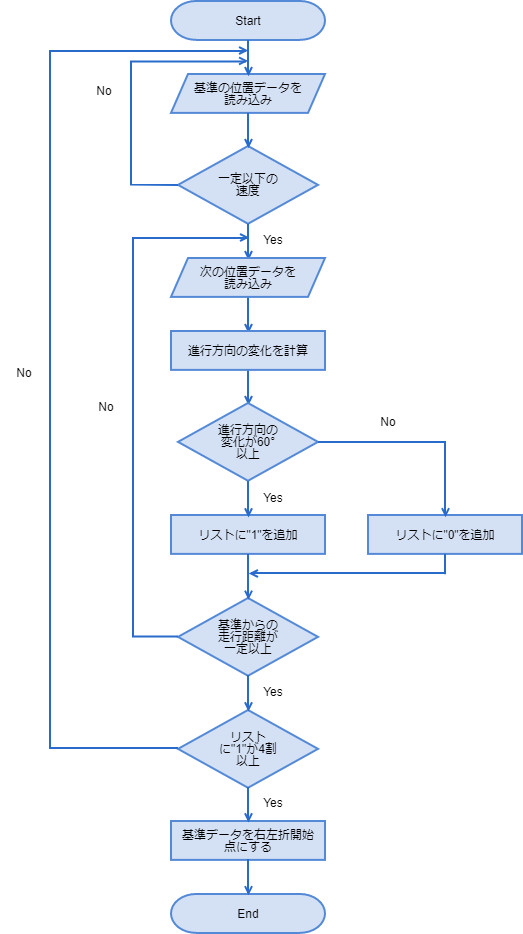 Start
基準の位置データを
読み込み
No
一定以下の
速度
Yes
次の位置データを
読み込み
進行方向の変化を計算
No
No
進行方向の
変化が60°
以上
No
Yes
リストに"1"を追加
リストに"0"を追加
基準からの
走行距離が
一定以上
Yes
リスト
に"1"が4割
以上
Yes
基準データを右左折開始
点にする
End